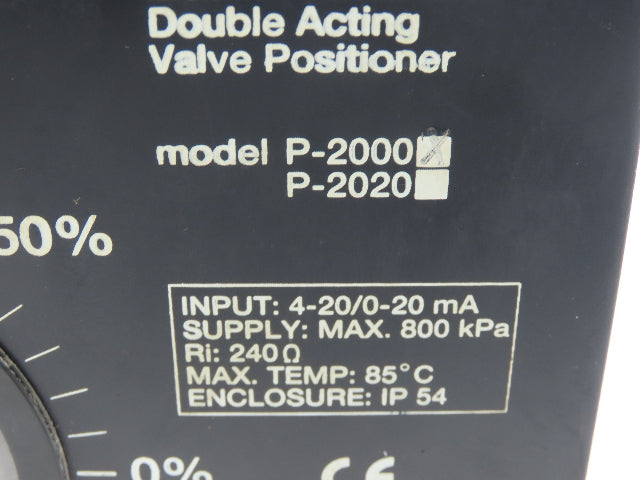 Double Acting
Valve Positioner
model P-2000
P-2020
50%
INPUT: 4-20/0-20 mA
SUPPLY: MAX. 800 kPa
Ri: 240Ω
MAX. TEMP: 85°C
ENCLOSURE: IP 54
0%
CE